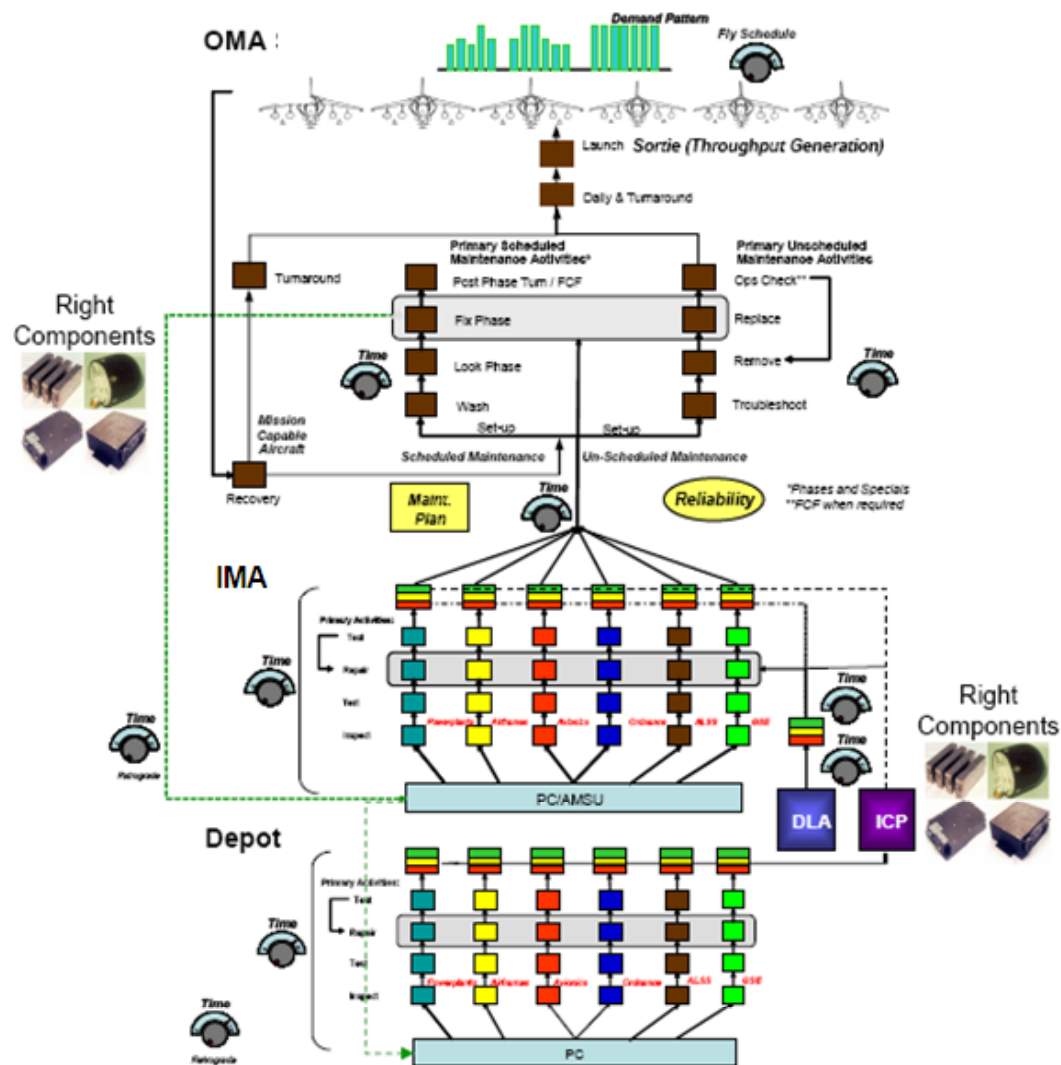 OMA :
Demand Pattern
Fly Schedule
Launch
Sortie (Throughput Generation)
Daily & Turnaround
Primary Scheduled
Maintenance Activities*
Primary Unscheduled
Maintenance Activities
Turnaround
Post Phase Turn / FCF
Ops Check**
Right
Components
Fix Phase
Replace
Time
Look Phase
Remove
Time
Wash
Troubleshoot
Set-up
Set-up
Mission
Capable
Aircraft
Scheduled Maintenance
Un-Scheduled Maintenance
Recovery
Maint.
Plan
Time
Reliability
*Phases and Specials
**FCF when required
IMA
Primary Activities:
Test
Time
Repair
Test
Powerplants
Airframes
Avionics
Ordnance
ALSS
GSE
Inspect
Time
Retrograde
Time
Time
Right
Components
PC/AMSU
DLA
ICP
Depot
Primary Activities:
Test
Time
Repair
Test
Powerplants
Airframes
Avionics
Ordnance
ALSS
GSE
Inspect
Time
Retrograde
PC